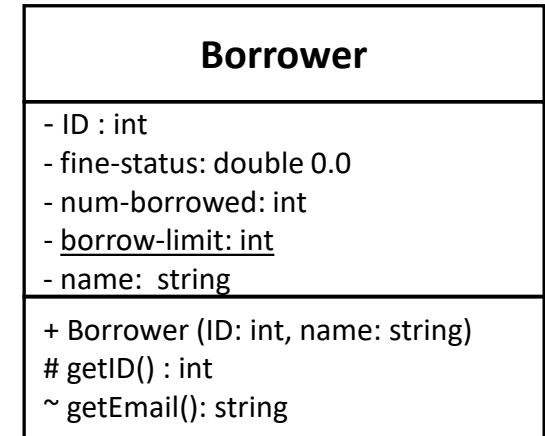 Borrower
- ID : int
- fine-status: double 0.0
- num-borrowed: int
- borrow-limit: int
- name:  string
+ Borrower (ID: int, name: string)
# getID() : int
~ getEmail(): string